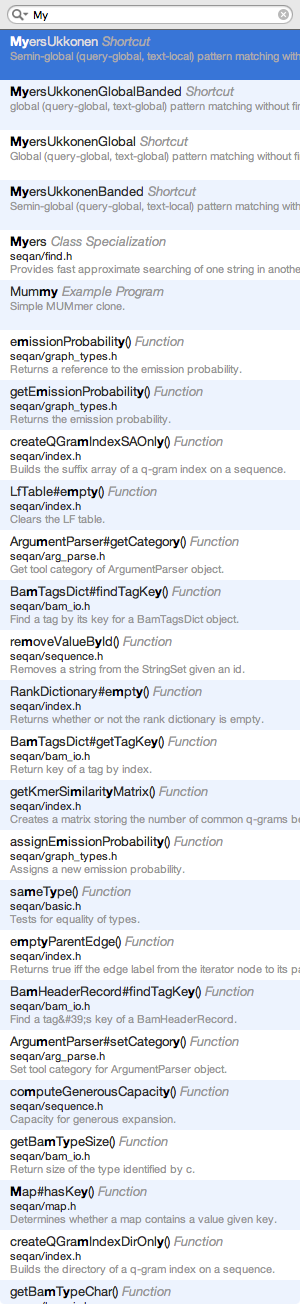 My
MyersUkkonen Shortcut
Semin-global (query-global, text-local) pattern matching with
MyersUkkonenGlobalBanded Shortcut
global (query-global, text-global) pattern matching without fi
MyersUkkonenGlobal Shortcut
Global (query-global, text-global) pattern matching without fi
MyersUkkonenBanded Shortcut
Semin-global (query-global, text-local) pattern matching with
Myers Class Specialization
seqan/find.h
Provides fast approximate searching of one string in anothe
Mummy Example Program
Simple MUMmer clone.
emissionProbability() Function
seqan/graph_types.h
Returns a reference to the emission probability.
getEmissionProbability() Function
seqan/graph_types.h
Returns the emission probability.
createQGramIndexSAOnly() Function
seqan/index.h
Builds the suffix array of a q-gram index on a sequence.
LfTable#empty() Function
seqan/index.h
Clears the LF table.
ArgumentParser#getCategory() Function
seqan/arg_parse.h
Get tool category of ArgumentParser object.
BamTagsDict#findTagKey() Function
seqan/bam_io.h
Find a tag by its key for a BamTagsDict object.
removeValueById() Function
seqan/sequence.h
Removes a string from the StringSet given an id.
RankDictionary#empty() Function
seqan/index.h
Returns whether or not the rank dictionary is empty.
BamTagsDict#getTagKey() Function
seqan/bam_io.h
Return key of a tag by index.
getKmerSimilarityMatrix() Function
seqan/index.h
Creates a matrix storing the number of common q-grams be
assignEmissionProbability() Function
seqan/graph_types.h
Assigns a new emission probability.
sameType() Function
seqan/basic.h
Tests for equality of types.
emptyParentEdge() Function
seqan/index.h
Returns true iff the edge label from the iterator node to its pa
BamHeaderRecord#findTagKey() Function
seqan/bam_io.h
Find a tag&#39;s key of a BamHeaderRecord.
ArgumentParser#setCategory() Function
seqan/arg_parse.h
Set tool category for ArgumentParser object.
computeGenerousCapacity() Function
seqan/sequence.h
Capacity for generous expansion.
getBamTypeSize() Function
seqan/bam_io.h
Return size of the type identified by c.
Map#hasKey() Function
seqan/map.h
Determines whether a map contains a value given key.
createQGramIndexDirOnly() Function
seqan/index.h
Builds the directory of a q-gram index on a sequence.
getBamTypeChar() Function